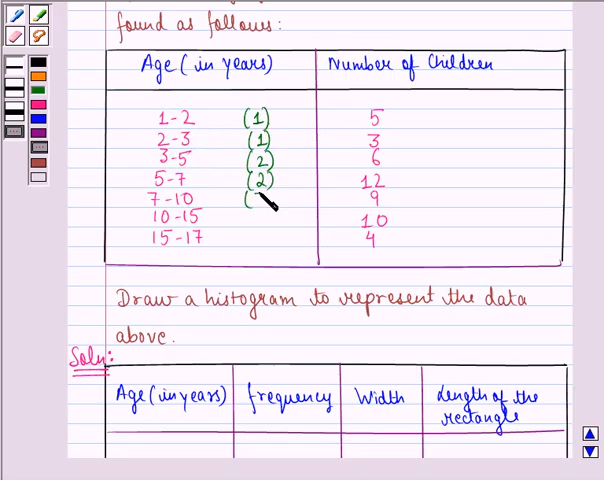 found as follows:
Age (in years) Number of Children
1-2 (1) 5
2-3 (1) 3
3-5 (2) 6
5-7 (2) 12
7-10 ( 9
10-15 10
15-17 4
Draw a histogram to represent the data
above.
Soln:
Age (in years) frequency Width Length of the
rectangle